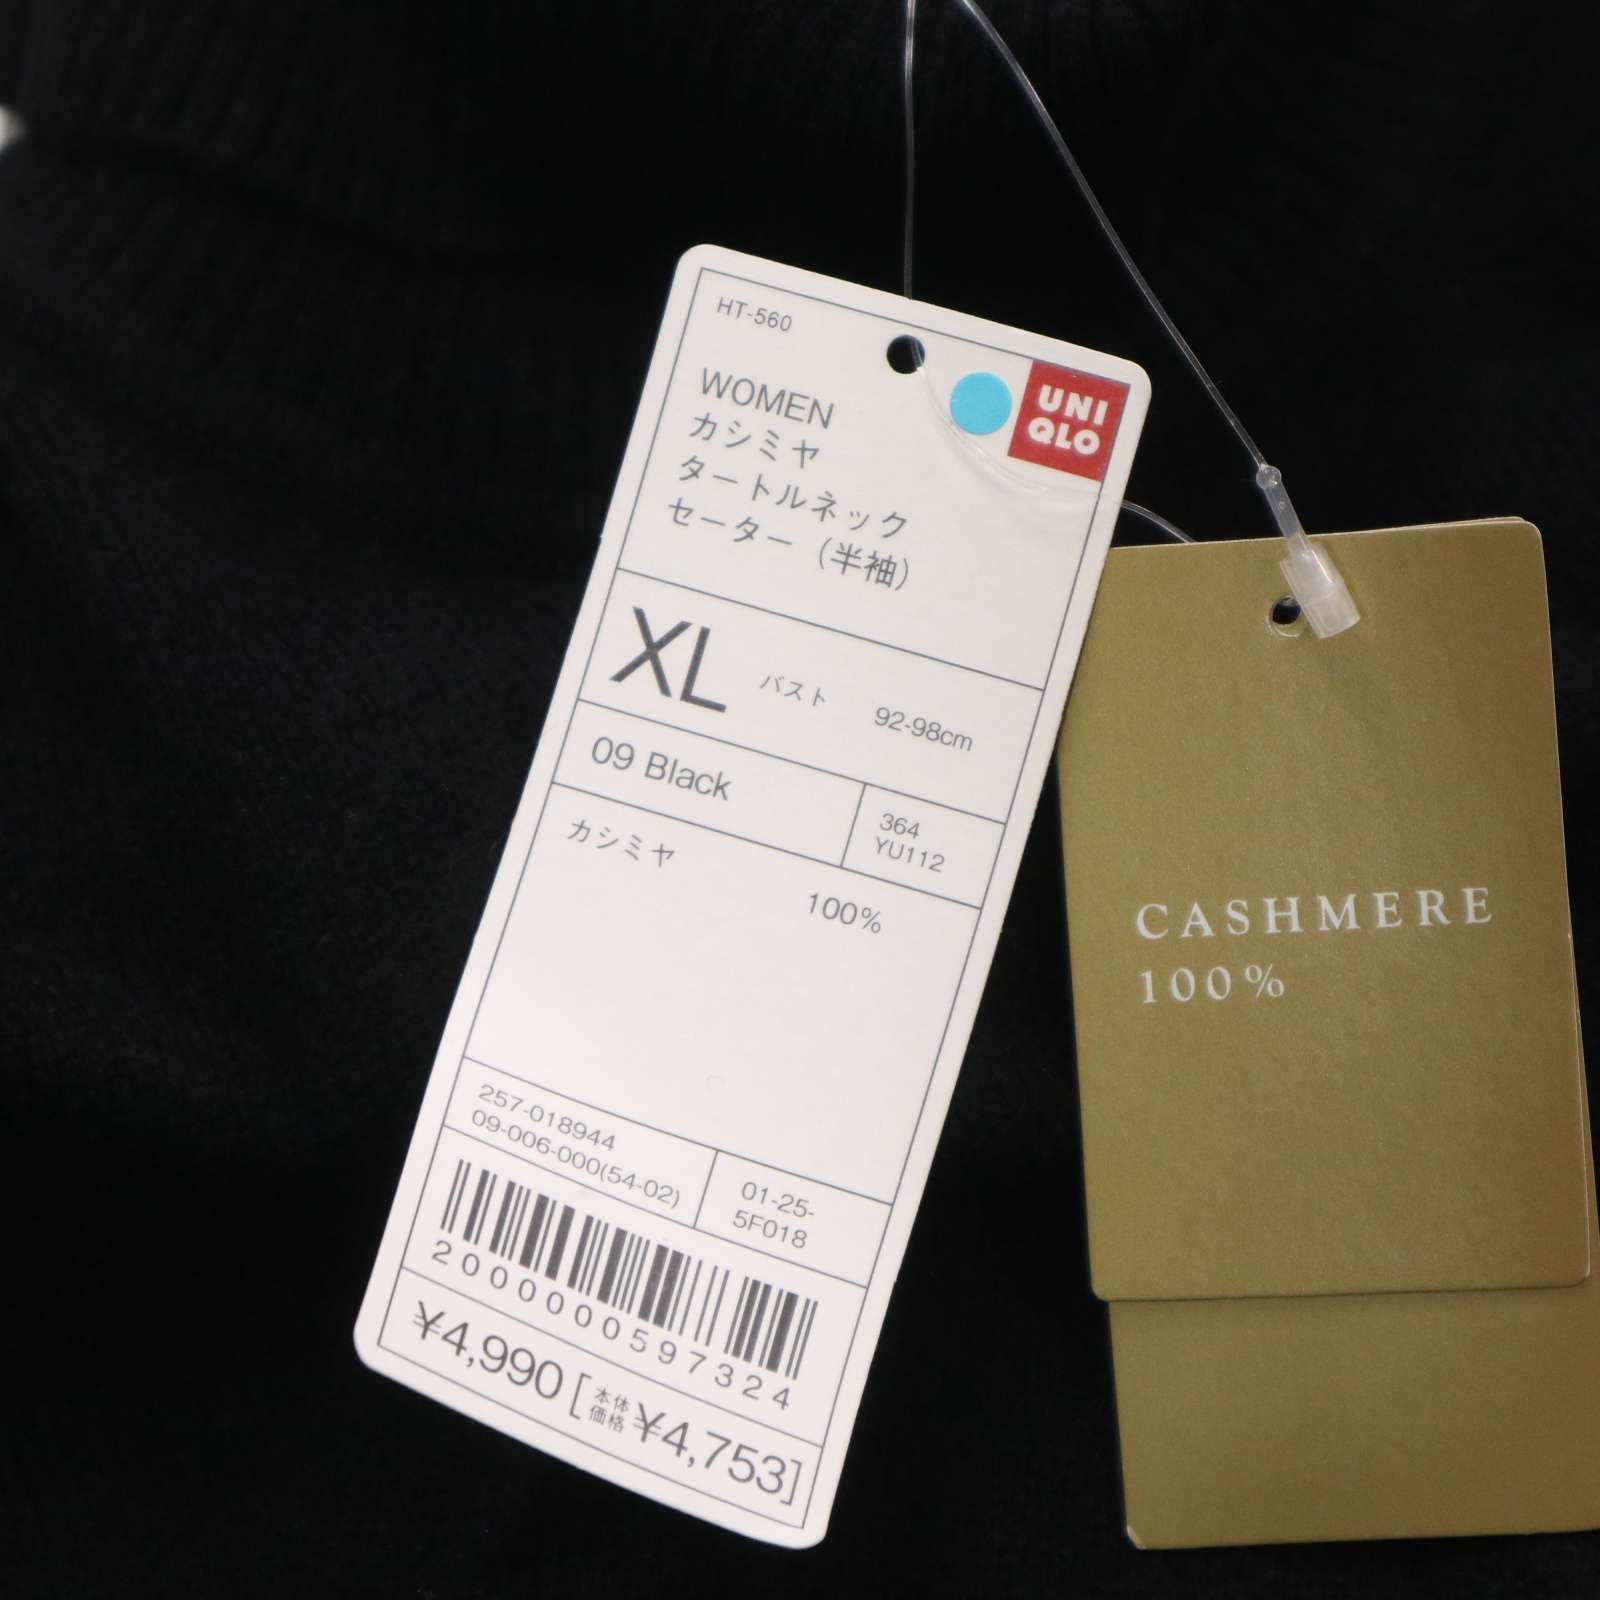 HT-560
UNI
QLO
WOMEN
カシミヤ
タートルネック
セーター（半袖）
XL バスト 92-98cm
09 Black
364
YU112
カシミヤ
100%
257-018944
09-006-000(54-02)
01-25-
5F018
2000000597324
¥4,990[本体価格¥4,753]
CASHMERE
100%